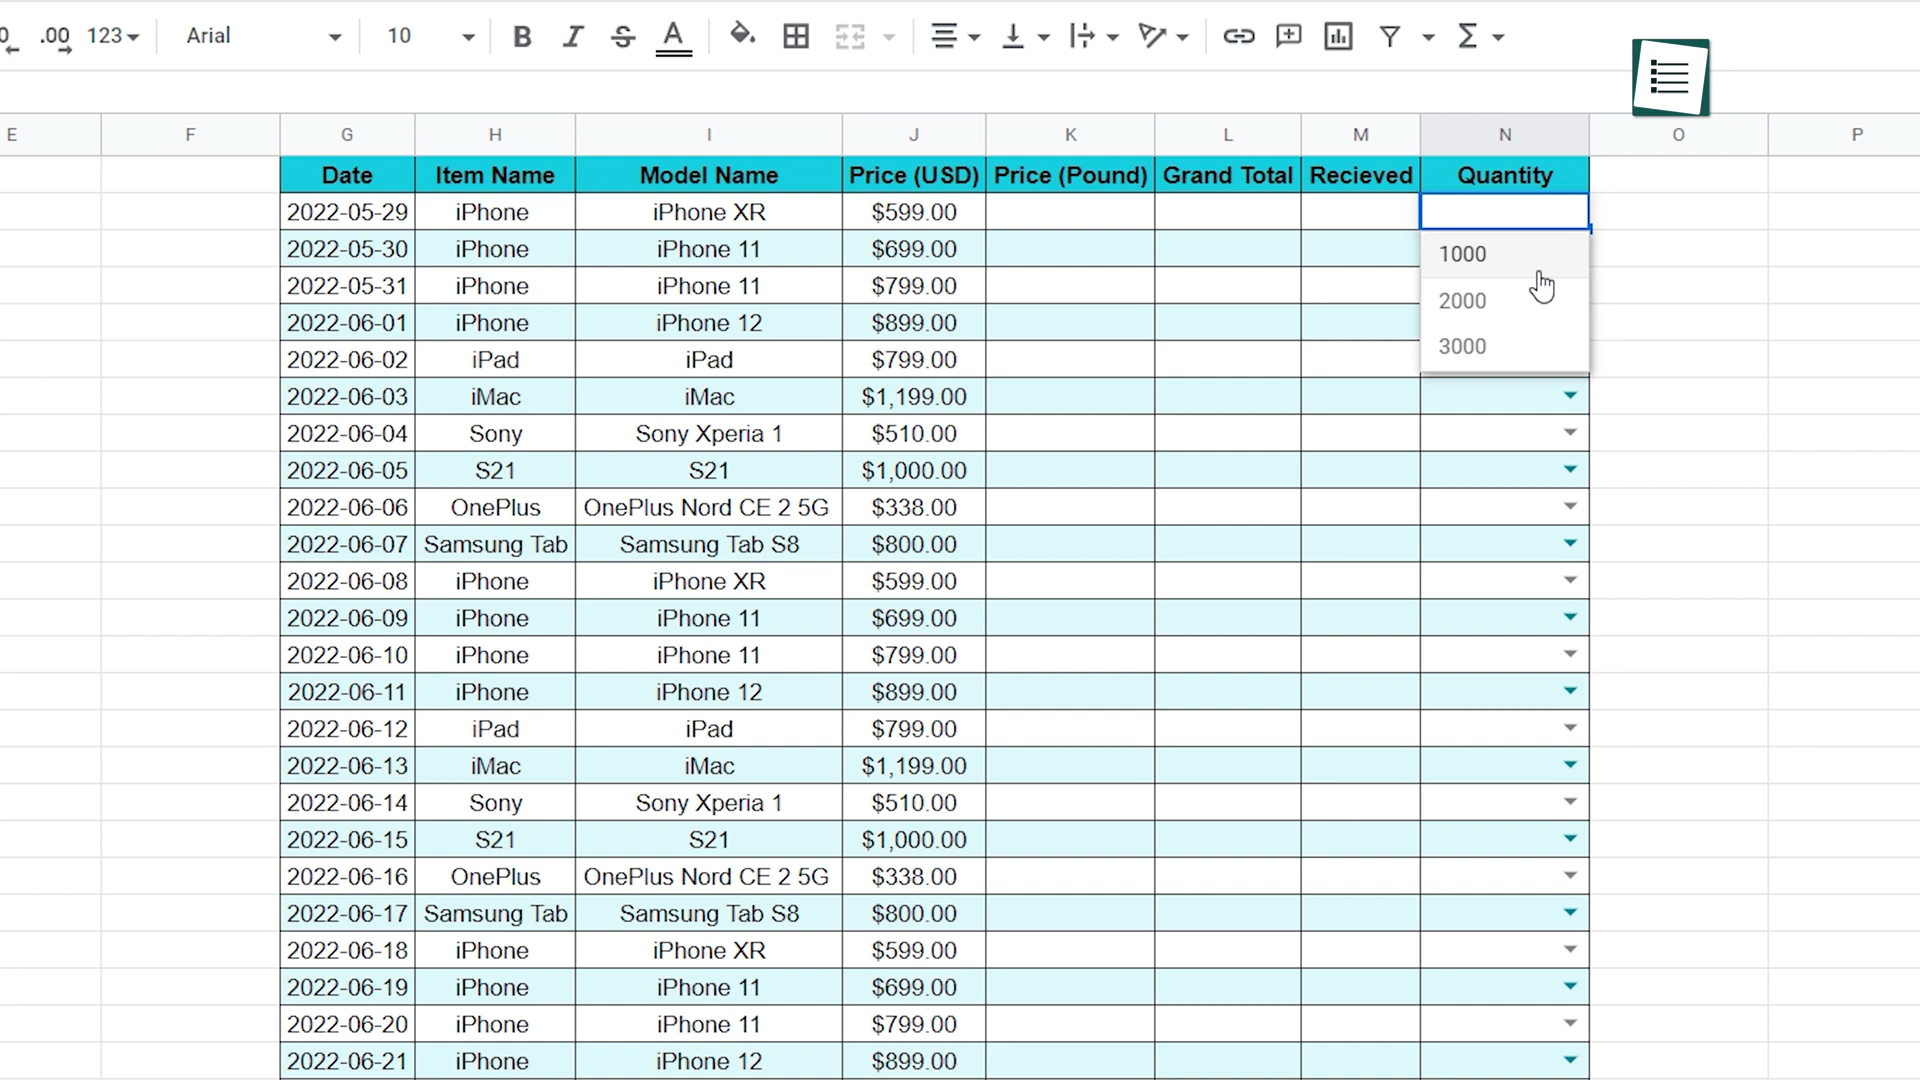 .00 123 Arial 10 B I S A
E F G H I J K L M N O P
Date Item Name Model Name Price (USD) Price (Pound) Grand Total Recieved Quantity
2022-05-29 iPhone iPhone XR $599.00
2022-05-30 iPhone iPhone 11 $699.00 1000
2022-05-31 iPhone iPhone 11 $799.00
2022-06-01 iPhone iPhone 12 $899.00 2000
2022-06-02 iPad iPad $799.00 3000
2022-06-03 iMac iMac $1,199.00
2022-06-04 Sony Sony Xperia 1 $510.00
2022-06-05 S21 S21 $1,000.00
2022-06-06 OnePlus OnePlus Nord CE 2 5G $338.00
2022-06-07 Samsung Tab Samsung Tab S8 $800.00
2022-06-08 iPhone iPhone XR $599.00
2022-06-09 iPhone iPhone 11 $699.00
2022-06-10 iPhone iPhone 11 $799.00
2022-06-11 iPhone iPhone 12 $899.00
2022-06-12 iPad iPad $799.00
2022-06-13 iMac iMac $1,199.00
2022-06-14 Sony Sony Xperia 1 $510.00
2022-06-15 S21 S21 $1,000.00
2022-06-16 OnePlus OnePlus Nord CE 2 5G $338.00
2022-06-17 Samsung Tab Samsung Tab S8 $800.00
2022-06-18 iPhone iPhone XR $599.00
2022-06-19 iPhone iPhone 11 $699.00
2022-06-20 iPhone iPhone 11 $799.00
2022-06-21 iPhone iPhone 12 $899.00